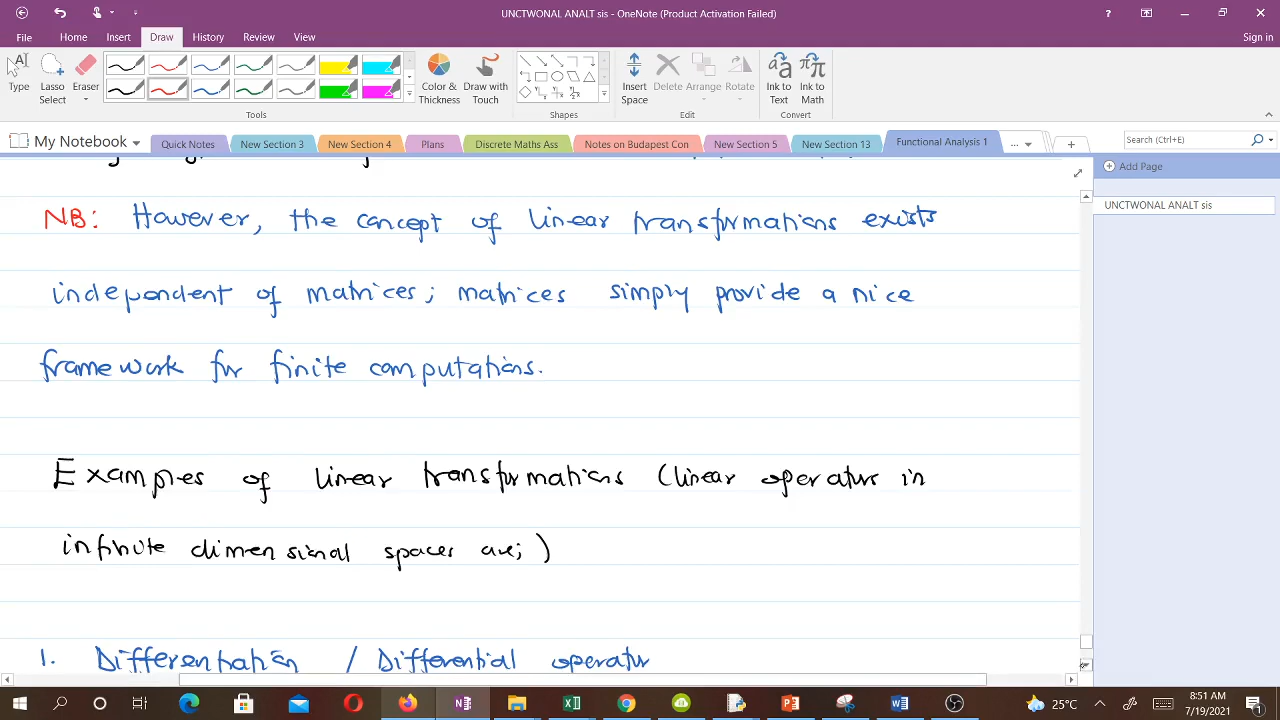 UNCTWONAL ANALT sis - OneNote (Product Activation Failed)
File Home Insert Draw History Review View Sign in
Type Lasso Select Eraser Color & Thickness Draw with Touch Insert Space Delete Arrange Rotate Ink to Text Ink to Math
Tools Shapes Edit Convert
My Notebook Quick Notes New Section 3 New Section 4 Plans Discrete Maths Ass Notes on Budapest Con New Section 5 New Section 13 Functional Analysis 1 ... Search (Ctrl+E)
Add Page
UNCTWONAL ANALT sis
NB: However, the concept of linear transformations exists
independent of matrices; matrices simply provide a nice
framework for finite computations.
Examples of linear transformations (linear operator in
infinite dimensional spaces are; )
1. Differentiation / Differential operator
25°C
8:51 AM
7/19/2021